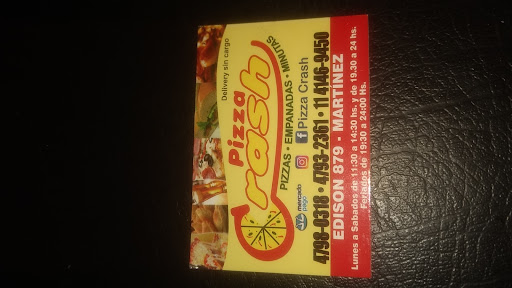 Delivery sin cargo
Pizza
Crash
PIZZAS • EMPANADAS • MINUTAS
mercado
pago
Pizza Crash
4798-0318 • 4793-2361 • 11 4146-9450
EDISON 879 • MARTINEZ
Lunes a Sabados de 11:30 a 14:30 hs. y de 19.30 a 24 hs.
Feriados de 19:30 a 24:00 Hs.